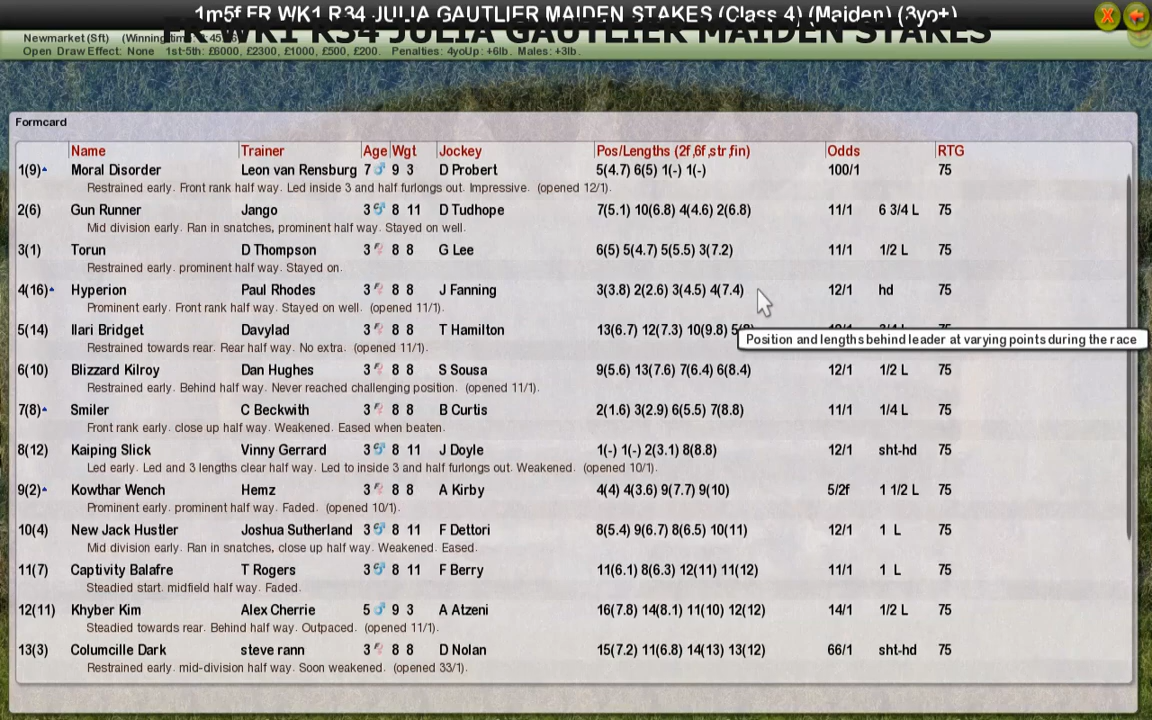 1m5f FR WK1 R34 JULIA GAUTLIER MAIDEN STAKES (Class 4) (Maiden) (3yo+)
FR WK1 R34 JULIA GAUTLIER MAIDEN STAKES
Newmarket (Sft) (Winning
Open Draw Effect: None 1st-5th: £6000, £2300, £1000, £500, £200. Penalties: 4yoUp: +6lb. Males: +3lb.
Formcard
Name Trainer Age Wgt Jockey Pos/Lengths (2f,6f,str,fin) Odds RTG
1(9) Moral Disorder Leon van Rensburg 7 9 3 D Probert 5(4.7) 6(5) 1(-) 1(-) 100/1 75
Restrained early. Front rank half way. Led inside 3 and half furlongs out. Impressive. (opened 12/1).
2(6) Gun Runner Jango 3 8 11 D Tudhope 7(5.1) 10(6.8) 4(4.6) 2(6.8) 11/1 6 3/4 L 75
Mid division early. Ran in snatches, prominent half way. Stayed on well.
3(1) Torun D Thompson 3 8 8 G Lee 6(5) 5(4.7) 5(5.5) 3(7.2) 11/1 1/2 L 75
Restrained early. prominent half way. Stayed on.
4(16) Hyperion Paul Rhodes 3 8 8 J Fanning 3(3.8) 2(2.6) 3(4.5) 4(7.4) 12/1 hd 75
Prominent early. Front rank half way. Stayed on well. (opened 11/1).
5(14) Ilari Bridget Davylad 3 8 8 T Hamilton 13(6.7) 12(7.3) 10(9.8)
Position and lengths behind leader at varying points during the race
Restrained towards rear. Rear half way. No extra. (opened 11/1).
6(10) Blizzard Kilroy Dan Hughes 3 8 8 S Sousa 9(5.6) 13(7.6) 7(6.4) 6(8.4) 12/1 1/2 L 75
Restrained early. Behind half way. Never reached challenging position. (opened 11/1).
7(8) Smiler C Beckwith 3 8 8 B Curtis 2(1.6) 3(2.9) 6(5.5) 7(8.8) 11/1 1/4 L 75
Front rank early. close up half way. Weakened. Eased when beaten.
8(12) Kaiping Slick Vinny Gerrard 3 8 11 J Doyle 1(-) 1(-) 2(3.1) 8(8.8) 12/1 sht-hd 75
Led early. Led and 3 lengths clear half way. Led to inside 3 and half furlongs out. Weakened. (opened 10/1).
9(2) Kowthar Wench Hemz 3 8 8 A Kirby 4(4) 4(3.6) 9(7.7) 9(10) 5/2f 1 1/2 L 75
Prominent early. prominent half way. Faded. (opened 10/1).
10(4) New Jack Hustler Joshua Sutherland 3 8 11 F Dettori 8(5.4) 9(6.7) 8(6.5) 10(11) 12/1 1 L 75
Mid division early. Ran in snatches, close up half way. Weakened. Eased.
11(7) Captivity Balafre T Rogers 3 8 11 F Berry 11(6.1) 8(6.3) 12(11) 11(12) 11/1 1 L 75
Steadied start. midfield half way. Faded.
12(11) Khyber Kim Alex Cherrie 5 9 3 A Atzeni 16(7.8) 14(8.1) 11(10) 12(12) 14/1 1/2 L 75
Steadied towards rear. Behind half way. Outpaced. (opened 11/1).
13(3) Columcille Dark steve rann 3 8 8 D Nolan 15(7.2) 11(6.8) 14(13) 13(12) 66/1 sht-hd 75
Restrained early. mid-division half way. Soon weakened. (opened 33/1).